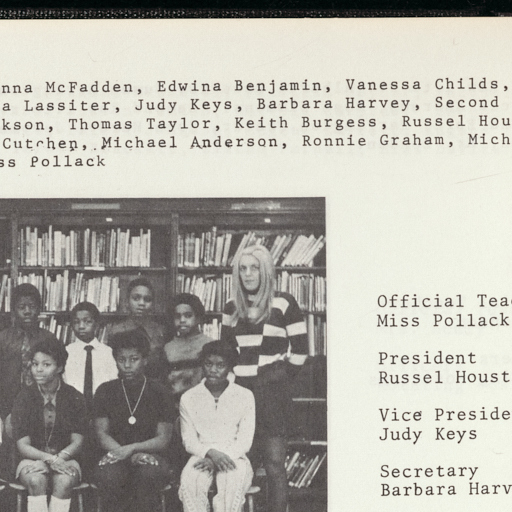 nna McFadden, Edwina Benjamin, Vanessa Childs,
a Lassiter, Judy Keys, Barbara Harvey, Second
kson, Thomas Taylor, Keith Burgess, Russel Hou
Cutchen, Michael Anderson, Ronnie Graham, Mich
ss Pollack
Official Tea
Miss Pollack
President
Russel Houst
Vice Preside
Judy Keys
Secretary
Barbara Harv